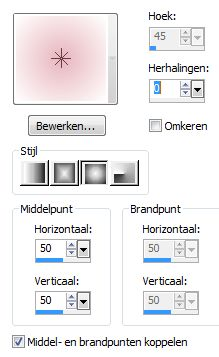 Hoek:
45
Herhalingen:
0
Bewerken...
Omkeren
Stijl
Middelpunt
Horizontaal:
50
Verticaal:
50
Brandpunt
Horizontaal:
50
Verticaal:
50
Middel- en brandpunten koppelen